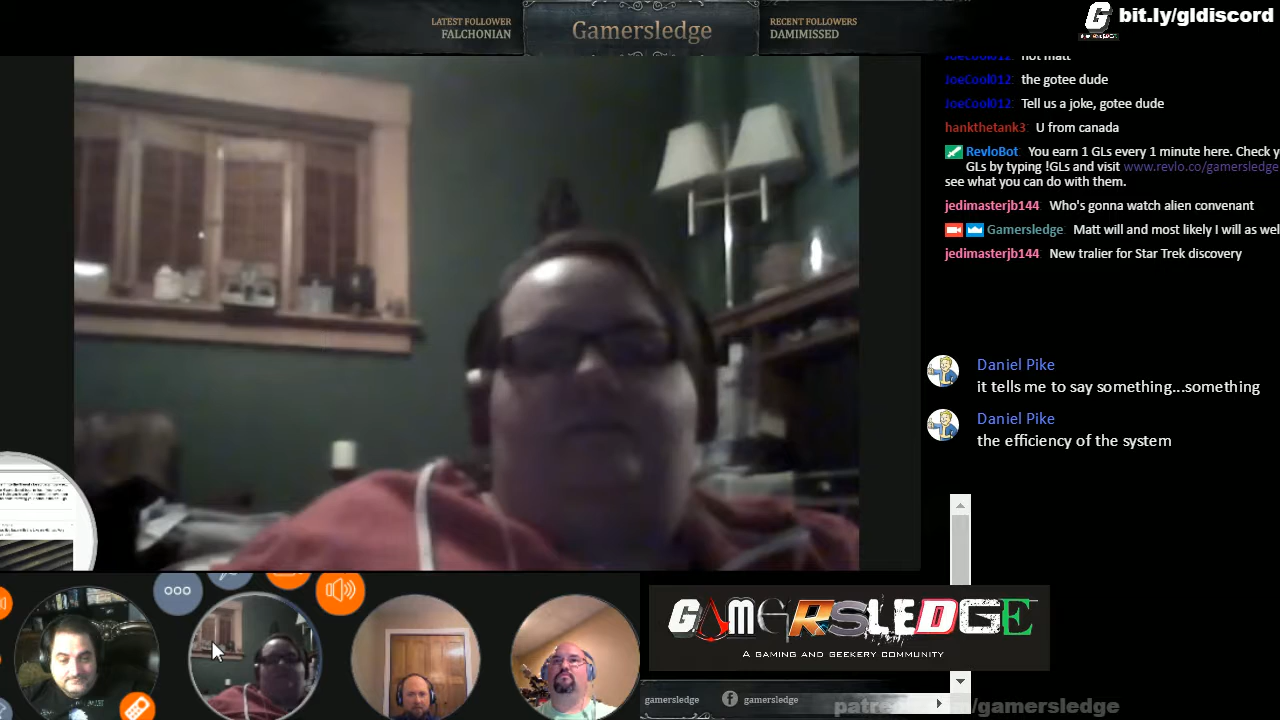 LATEST FOLLOWER
FALCHONIAN
Gamersledge
RECENT FOLLOWERS
DAMIMISSED
bit.ly/gldiscord
JoeCool012: not matt
JoeCool012: the gotee dude
JoeCool012: Tell us a joke, gotee dude
hankthetank3: U from canada
RevloBot: You earn 1 GLs every 1 minute here. Check y
GLs by typing !GLs and visit www.revlo.co/gamersledge
see what you can do with them.
jedimasterjb144 Who's gonna watch alien convenant
Gamersledge: Matt will and most likely I will as wel
jedimasterjb144 New tralier for Star Trek discovery
Daniel Pike
it tells me to say something...something
Daniel Pike
the efficiency of the system
GAMERSLEDGE
A GAMING AND GEEKERY COMMUNITY
gamersledge
gamersledge
/gamersledge